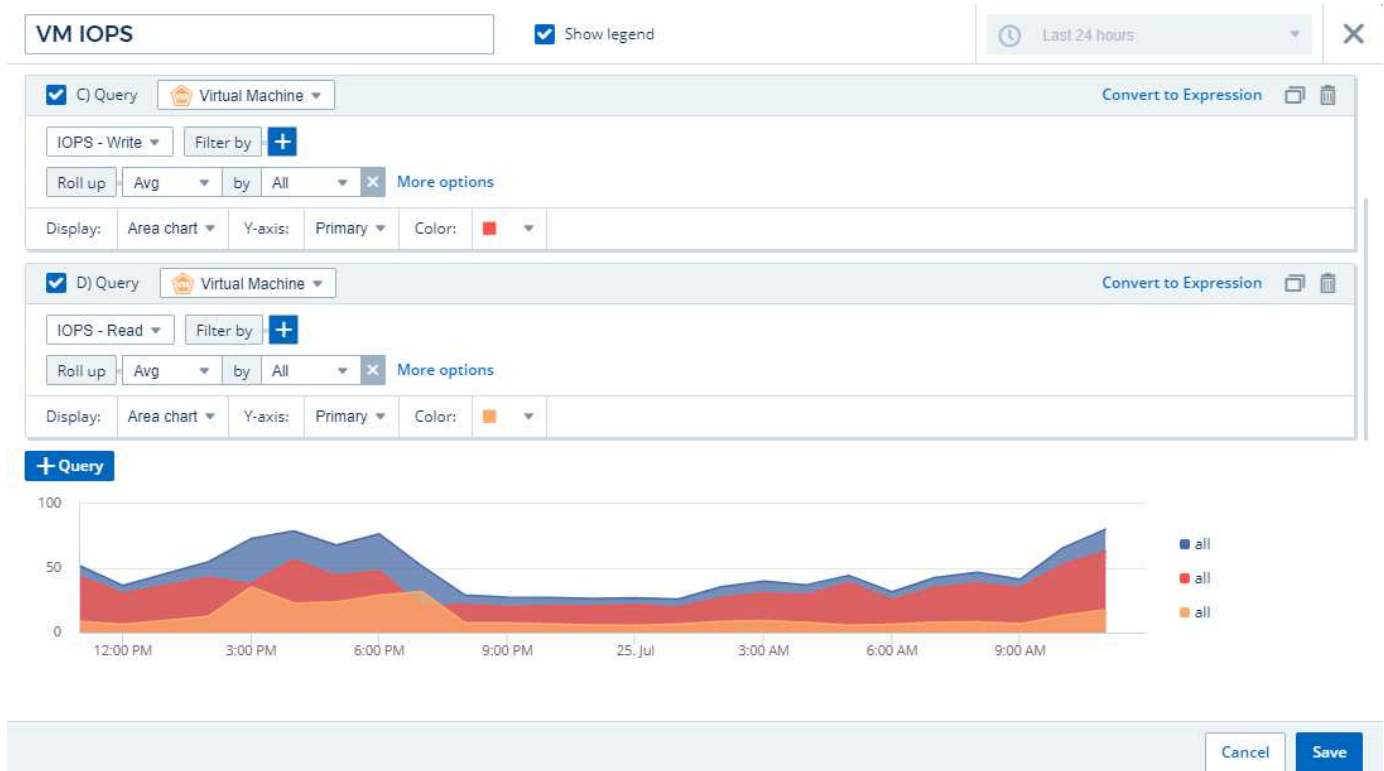 VM IOPS Show legend Last 24 hours
C) Query Virtual Machine Convert to Expression
IOPS - Write Filter by +
Roll up Avg by All × More options
Display: Area chart Y-axis: Primary Color:
D) Query Virtual Machine Convert to Expression
IOPS - Read Filter by +
Roll up Avg by All × More options
Display: Area chart Y-axis: Primary Color:
+ Query
100
50
0
all
all
all
12:00 PM 3:00 PM 6:00 PM 9:00 PM 25. Jul 3:00 AM 6:00 AM 9:00 AM
Cancel Save